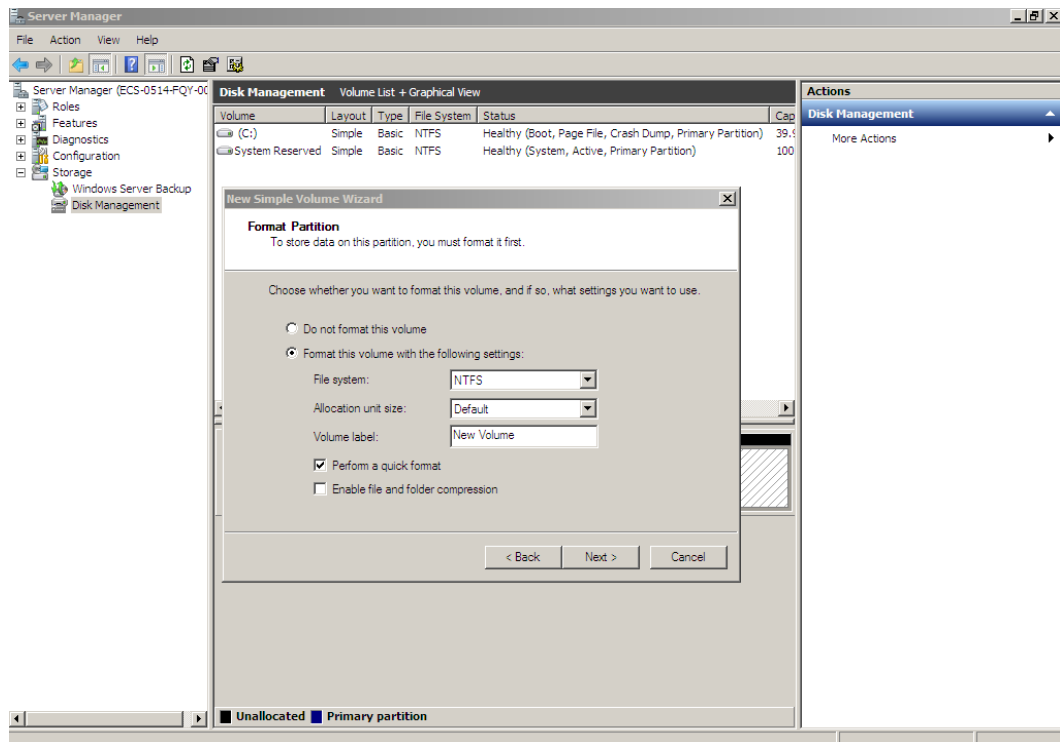 Server Manager
File Action View Help
Server Manager (ECS-0514-FQY-00
Roles
Features
Diagnostics
Configuration
Storage
Windows Server Backup
Disk Management
Disk Management Volume List + Graphical View
Volume Layout Type File System Status Cap
(C:) Simple Basic NTFS Healthy (Boot, Page File, Crash Dump, Primary Partition) 39.9
System Reserved Simple Basic NTFS Healthy (System, Active, Primary Partition) 100
New Simple Volume Wizard
Format Partition
To store data on this partition, you must format it first.
Choose whether you want to format this volume, and if so, what settings you want to use.
Do not format this volume
Format this volume with the following settings:
File system: NTFS
Allocation unit size: Default
Volume label: New Volume
Perform a quick format
Enable file and folder compression
< Back Next > Cancel
Unallocated Primary partition
Actions
Disk Management
More Actions